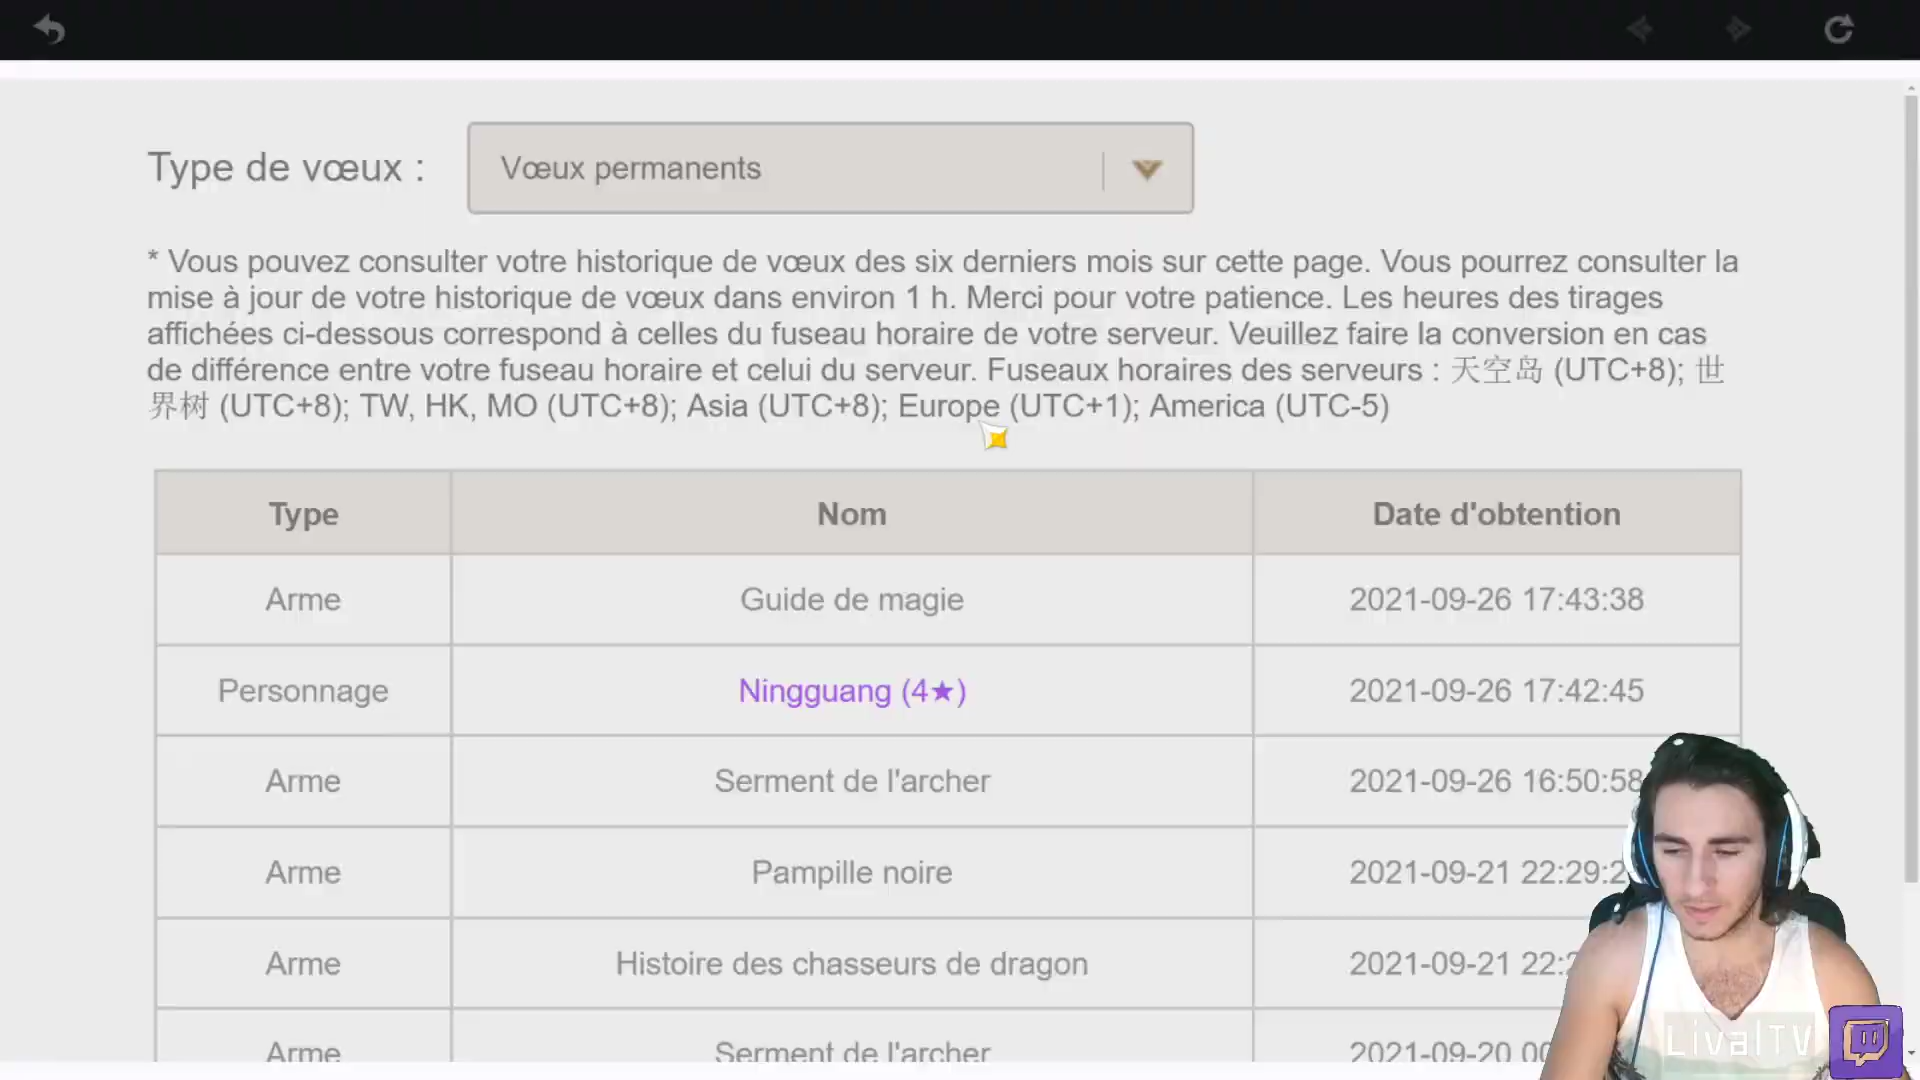 Type de vœux :
Vœux permanents
* Vous pouvez consulter votre historique de vœux des six derniers mois sur cette page. Vous pourrez consulter la
mise à jour de votre historique de vœux dans environ 1 h. Merci pour votre patience. Les heures des tirages
affichées ci-dessous correspond à celles du fuseau horaire de votre serveur. Veuillez faire la conversion en cas
de différence entre votre fuseau horaire et celui du serveur. Fuseaux horaires des serveurs : 天空岛 (UTC+8); 世
界树 (UTC+8); TW, HK, MO (UTC+8); Asia (UTC+8); Europe (UTC+1); America (UTC-5)
Type Nom Date d'obtention
Arme Guide de magie 2021-09-26 17:43:38
Personnage Ningguang (4★) 2021-09-26 17:42:45
Arme Serment de l'archer 2021-09-26 16:50:58
Arme Pampille noire 2021-09-21
Arme Histoire des chasseurs de dragon 2021-09-21
Arme Serment de l'archer 2021-09-20
LivalTV